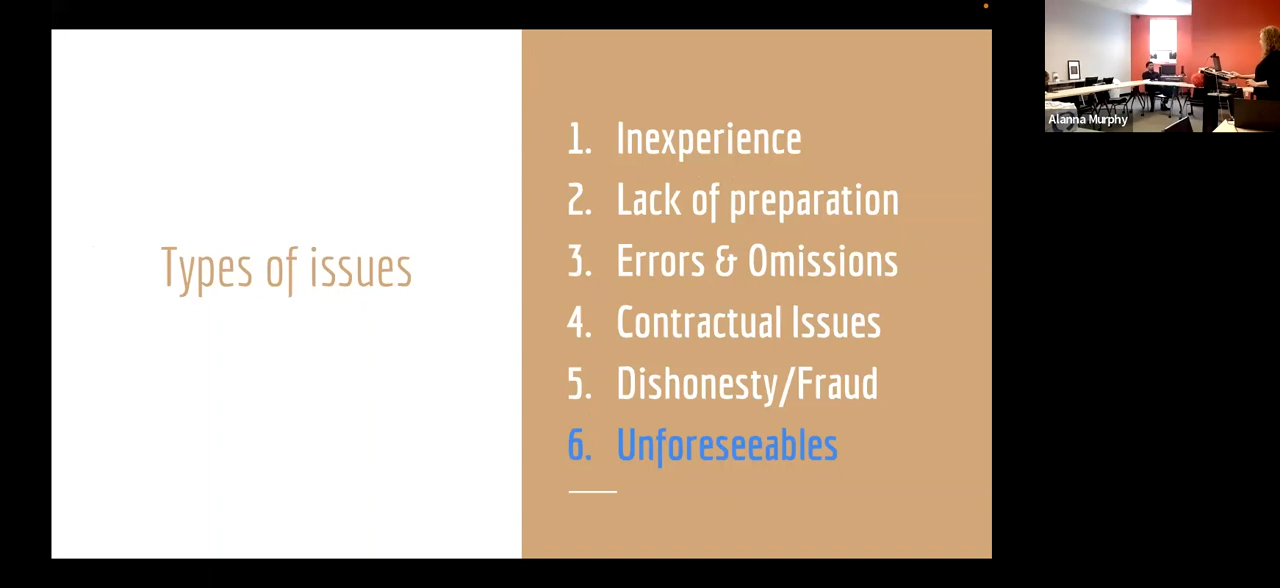 Types of issues
1. Inexperience
2. Lack of preparation
3. Errors & Omissions
4. Contractual Issues
5. Dishonesty/Fraud
6. Unforeseeables
Alanna Murphy